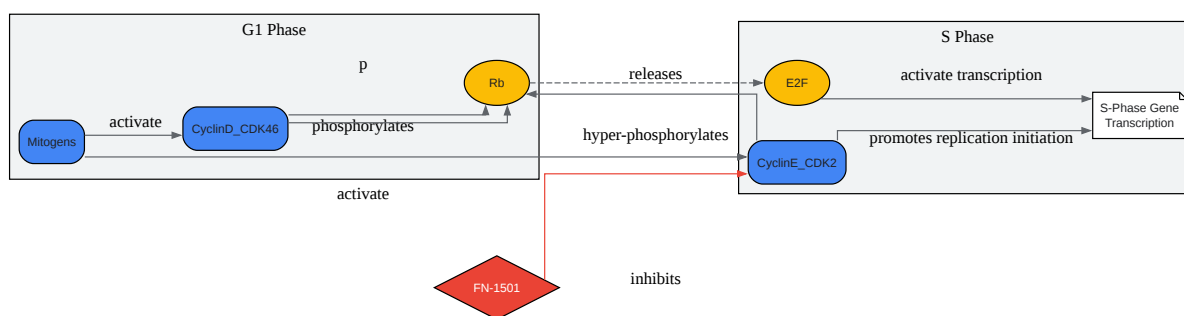 G1 Phase
S Phase
p
Rb
releases
E2F
activate transcription
S-Phase Gene
Transcription
activate
CyclinD_CDK46
phosphorylates
Mitogens
hyper-phosphorylates
promotes replication initiation
CyclinE_CDK2
activate
inhibits
FN-1501